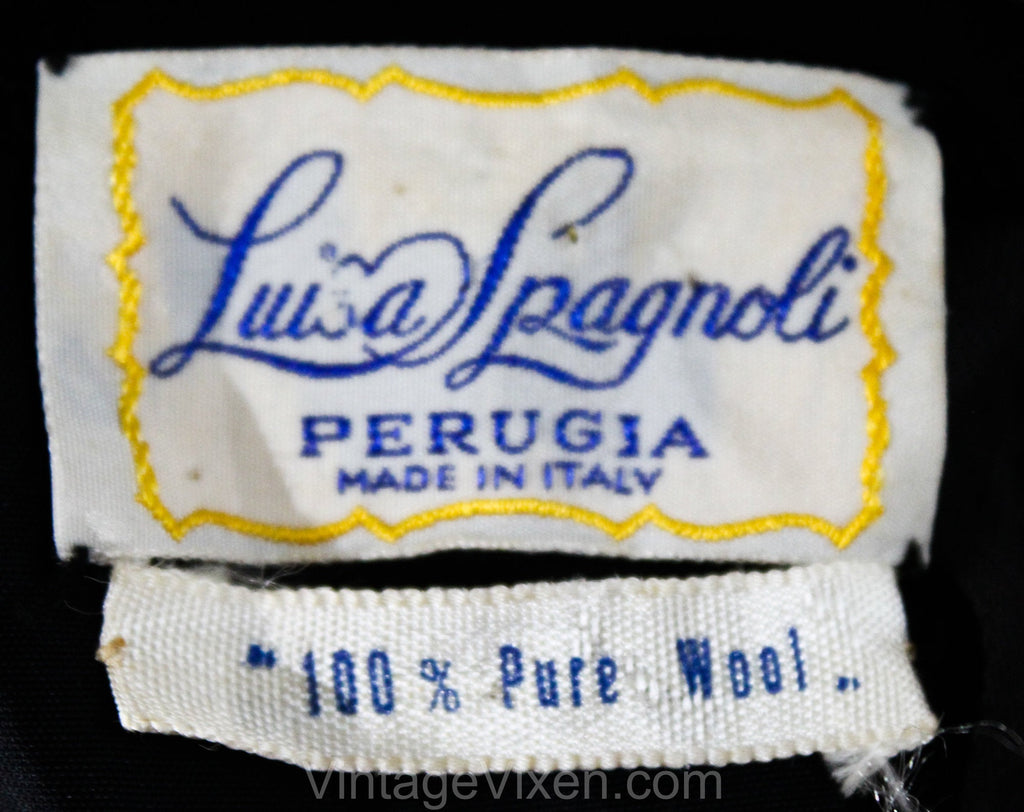 Luisa Spagnoli
PERUGIA
MADE IN ITALY
"100% Pure Wool"
VintageVixen.com